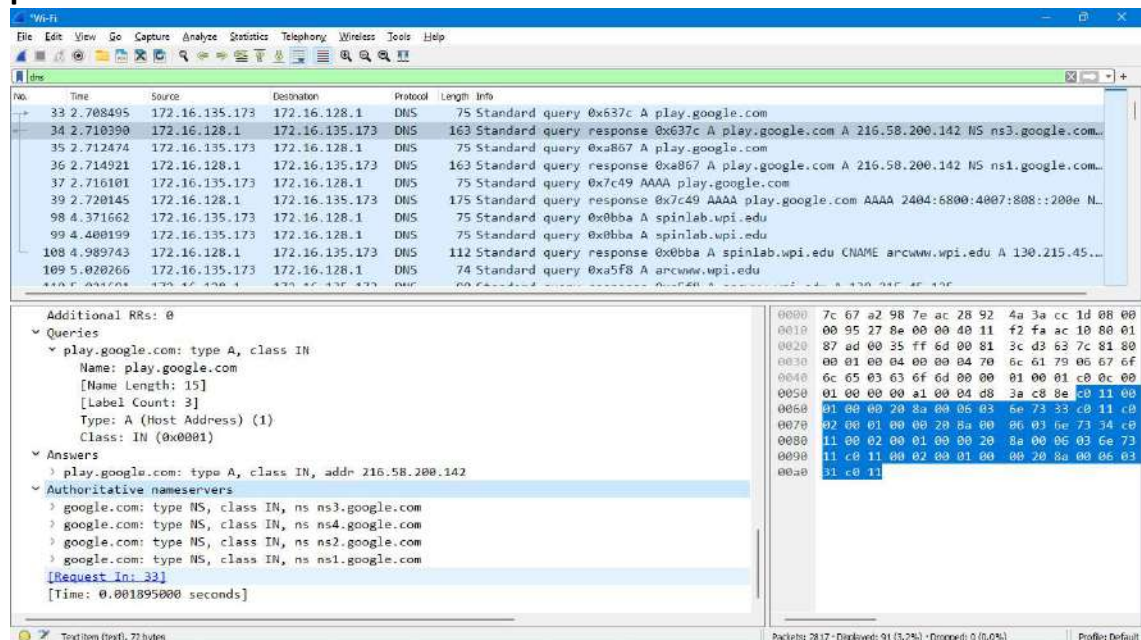 *Wi-Fi
File Edit View Go Capture Analyze Statistics Telephony Wireless Tools Help
dns
No. Time Source Destination Protocol Length Info
33 2.708495 172.16.135.173 172.16.128.1 DNS 75 Standard query 0x637c A play.google.com
34 2.710390 172.16.128.1 172.16.135.173 DNS 163 Standard query response 0x637c A play.google.com A 216.58.200.142 NS ns3.google.com…
35 2.712474 172.16.135.173 172.16.128.1 DNS 75 Standard query 0xa867 A play.google.com
36 2.714921 172.16.128.1 172.16.135.173 DNS 163 Standard query response 0xa867 A play.google.com A 216.58.200.142 NS ns1.google.com…
37 2.716101 172.16.135.173 172.16.128.1 DNS 75 Standard query 0x7c49 AAAA play.google.com
39 2.720145 172.16.128.1 172.16.135.173 DNS 175 Standard query response 0x7c49 AAAA play.google.com AAAA 2404:6800:4007:808::200e N…
98 4.371662 172.16.135.173 172.16.128.1 DNS 75 Standard query 0x0bba A spinlab.wpi.edu
99 4.400199 172.16.135.173 172.16.128.1 DNS 75 Standard query 0x0bba A spinlab.wpi.edu
108 4.989743 172.16.128.1 172.16.135.173 DNS 112 Standard query response 0x0bba A spinlab.wpi.edu CNAME arcwww.wpi.edu A 130.215.45.…
109 5.020266 172.16.135.173 172.16.128.1 DNS 74 Standard query 0xa5f8 A arcwww.wpi.edu
Additional RRs: 0
Queries
play.google.com: type A, class IN
Name: play.google.com
[Name Length: 15]
[Label Count: 3]
Type: A (Host Address) (1)
Class: IN (0x0001)
Answers
play.google.com: type A, class IN, addr 216.58.200.142
Authoritative nameservers
google.com: type NS, class IN, ns ns3.google.com
google.com: type NS, class IN, ns ns4.google.com
google.com: type NS, class IN, ns ns2.google.com
google.com: type NS, class IN, ns ns1.google.com
[Request In: 33]
[Time: 0.001895000 seconds]
0000 7c 67 a2 98 7e ac 28 92 4a 3a cc 1d 08 00
0010 00 95 27 8e 00 00 40 11 f2 fa ac 10 80 01
0020 87 ad 00 35 ff 6d 00 81 3c d3 63 7c 81 80
0030 00 01 00 04 00 00 04 70 6c 61 79 06 67 6f
0040 6c 65 03 63 6f 6d 00 00 01 00 01 c0 0c 00
0050 01 00 00 00 a1 00 04 d8 3a c8 8e c0 11 00
0060 01 00 00 20 8a 00 06 03 6e 73 33 c0 11 c0
0070 02 00 01 00 00 20 8a 00 06 03 6e 73 34 c0
0080 11 00 02 00 01 00 00 20 8a 00 06 03 6e 73
0090 11 c0 11 00 02 00 01 00 00 20 8a 00 06 03
00a0 31 c0 11
Text item (text), 72 bytes
Packets: 2817 · Displayed: 91 (3.2%) · Dropped: 0 (0.0%)
Profile: Default